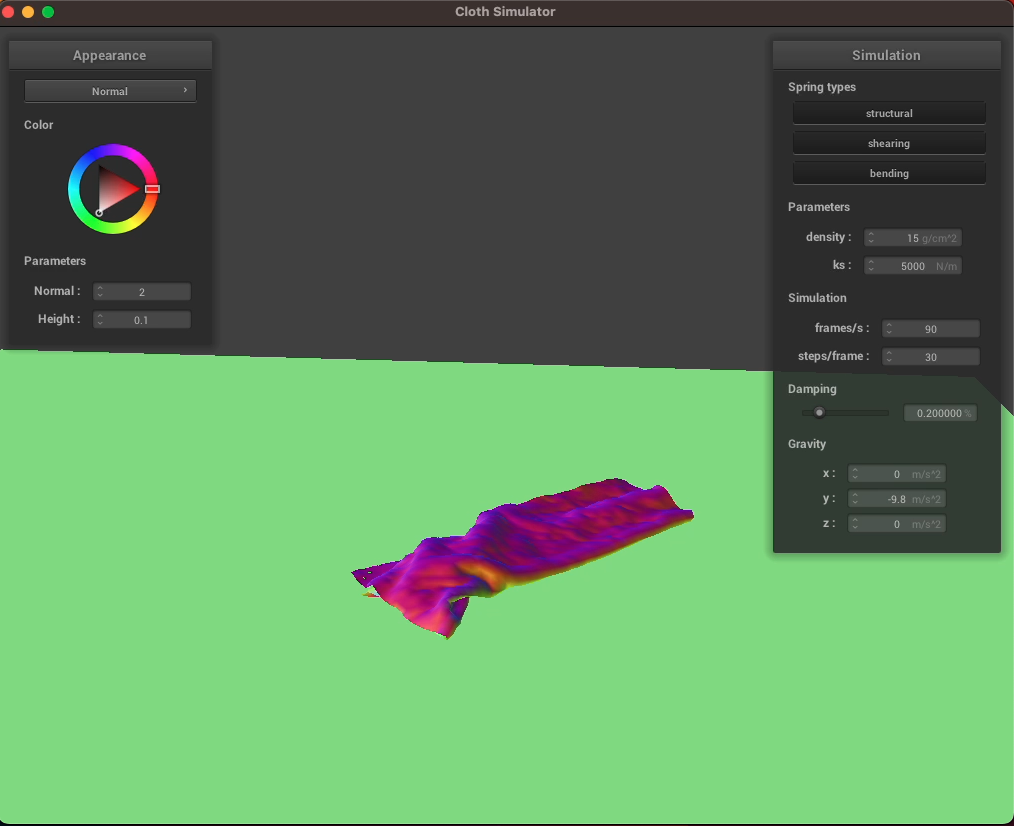 Cloth Simulator
Appearance
Normal
Color
Parameters
Normal : 2
Height : 0.1
Simulation
Spring types
structural
shearing
bending
Parameters
density : 15 g/cm^2
ks : 5000 N/m
Simulation
frames/s : 90
steps/frame : 30
Damping
0.200000 %
Gravity
x : 0 m/s^2
y : -9.8 m/s^2
z : 0 m/s^2